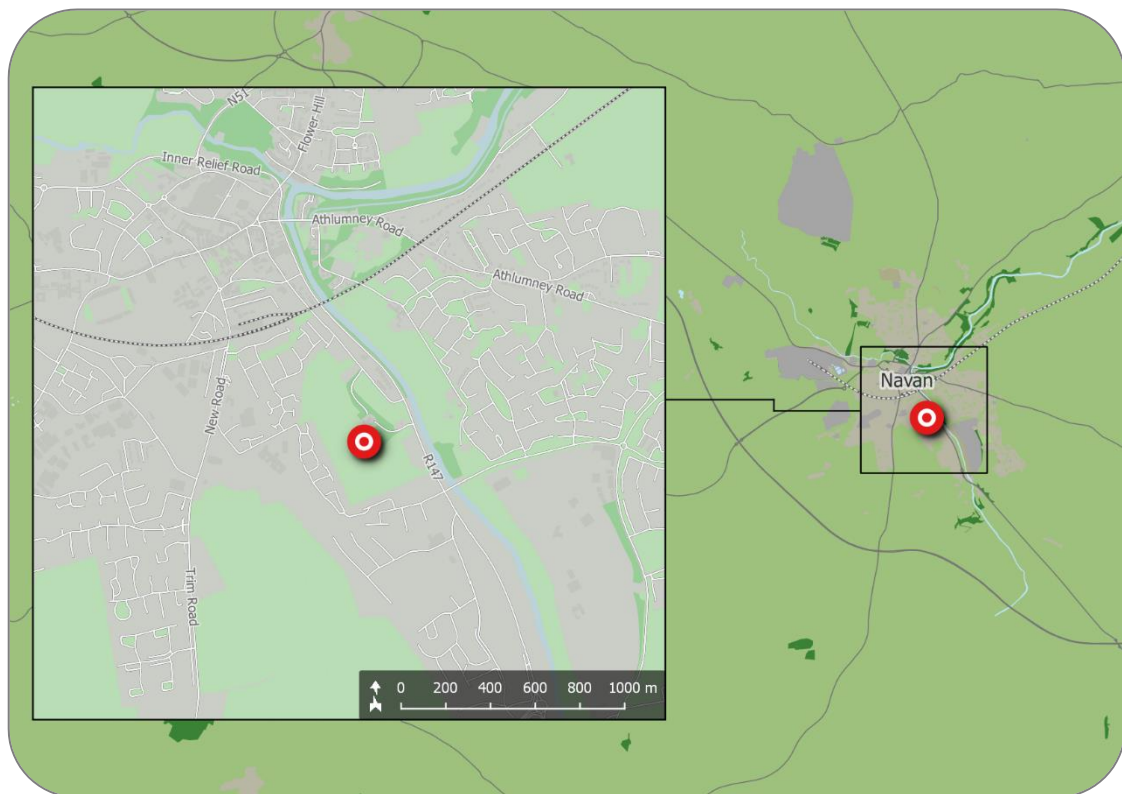 N51
Flower Hill
Inner Relief Road
Athlumney Road
Athlumney Road
New Road
R147
Trim Road
0 200 400 600 800 1000 m
Navan